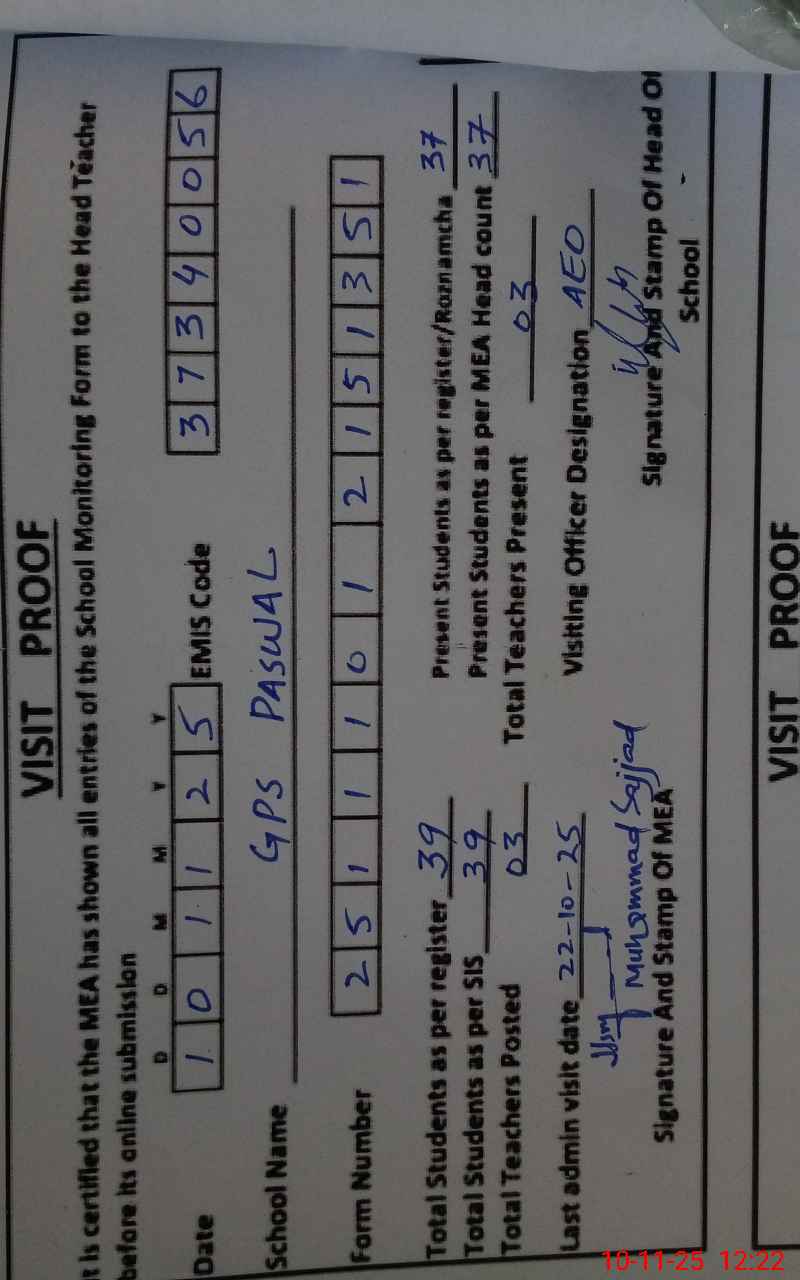 VISIT PROOF
t is certified that the MEA has shown all entries of the School Monitoring Form to the Head Teacher
before its online submission
D D M M Y Y
Date 1 0 1 1 2 5 EMIS Code 3 7 3 4 0 0 5 6
School Name GPS PASWAL
Form Number 2 5 1 1 1 0 1 2 1 5 1 3 5 1
Total Students as per register 39 Present Students as per register/Roznamcha 37
Total Students as per SIS 39 Present Students as per MEA Head count 37
Total Teachers Posted 03 Total Teachers Present 03
Last admin visit date 22-10-25 Visiting Officer Designation AEO
Muhammad Sajjad
Signature And Stamp Of MEA Signature And Stamp Of Head Of
School
VISIT PROOF
10-11-25 12:22